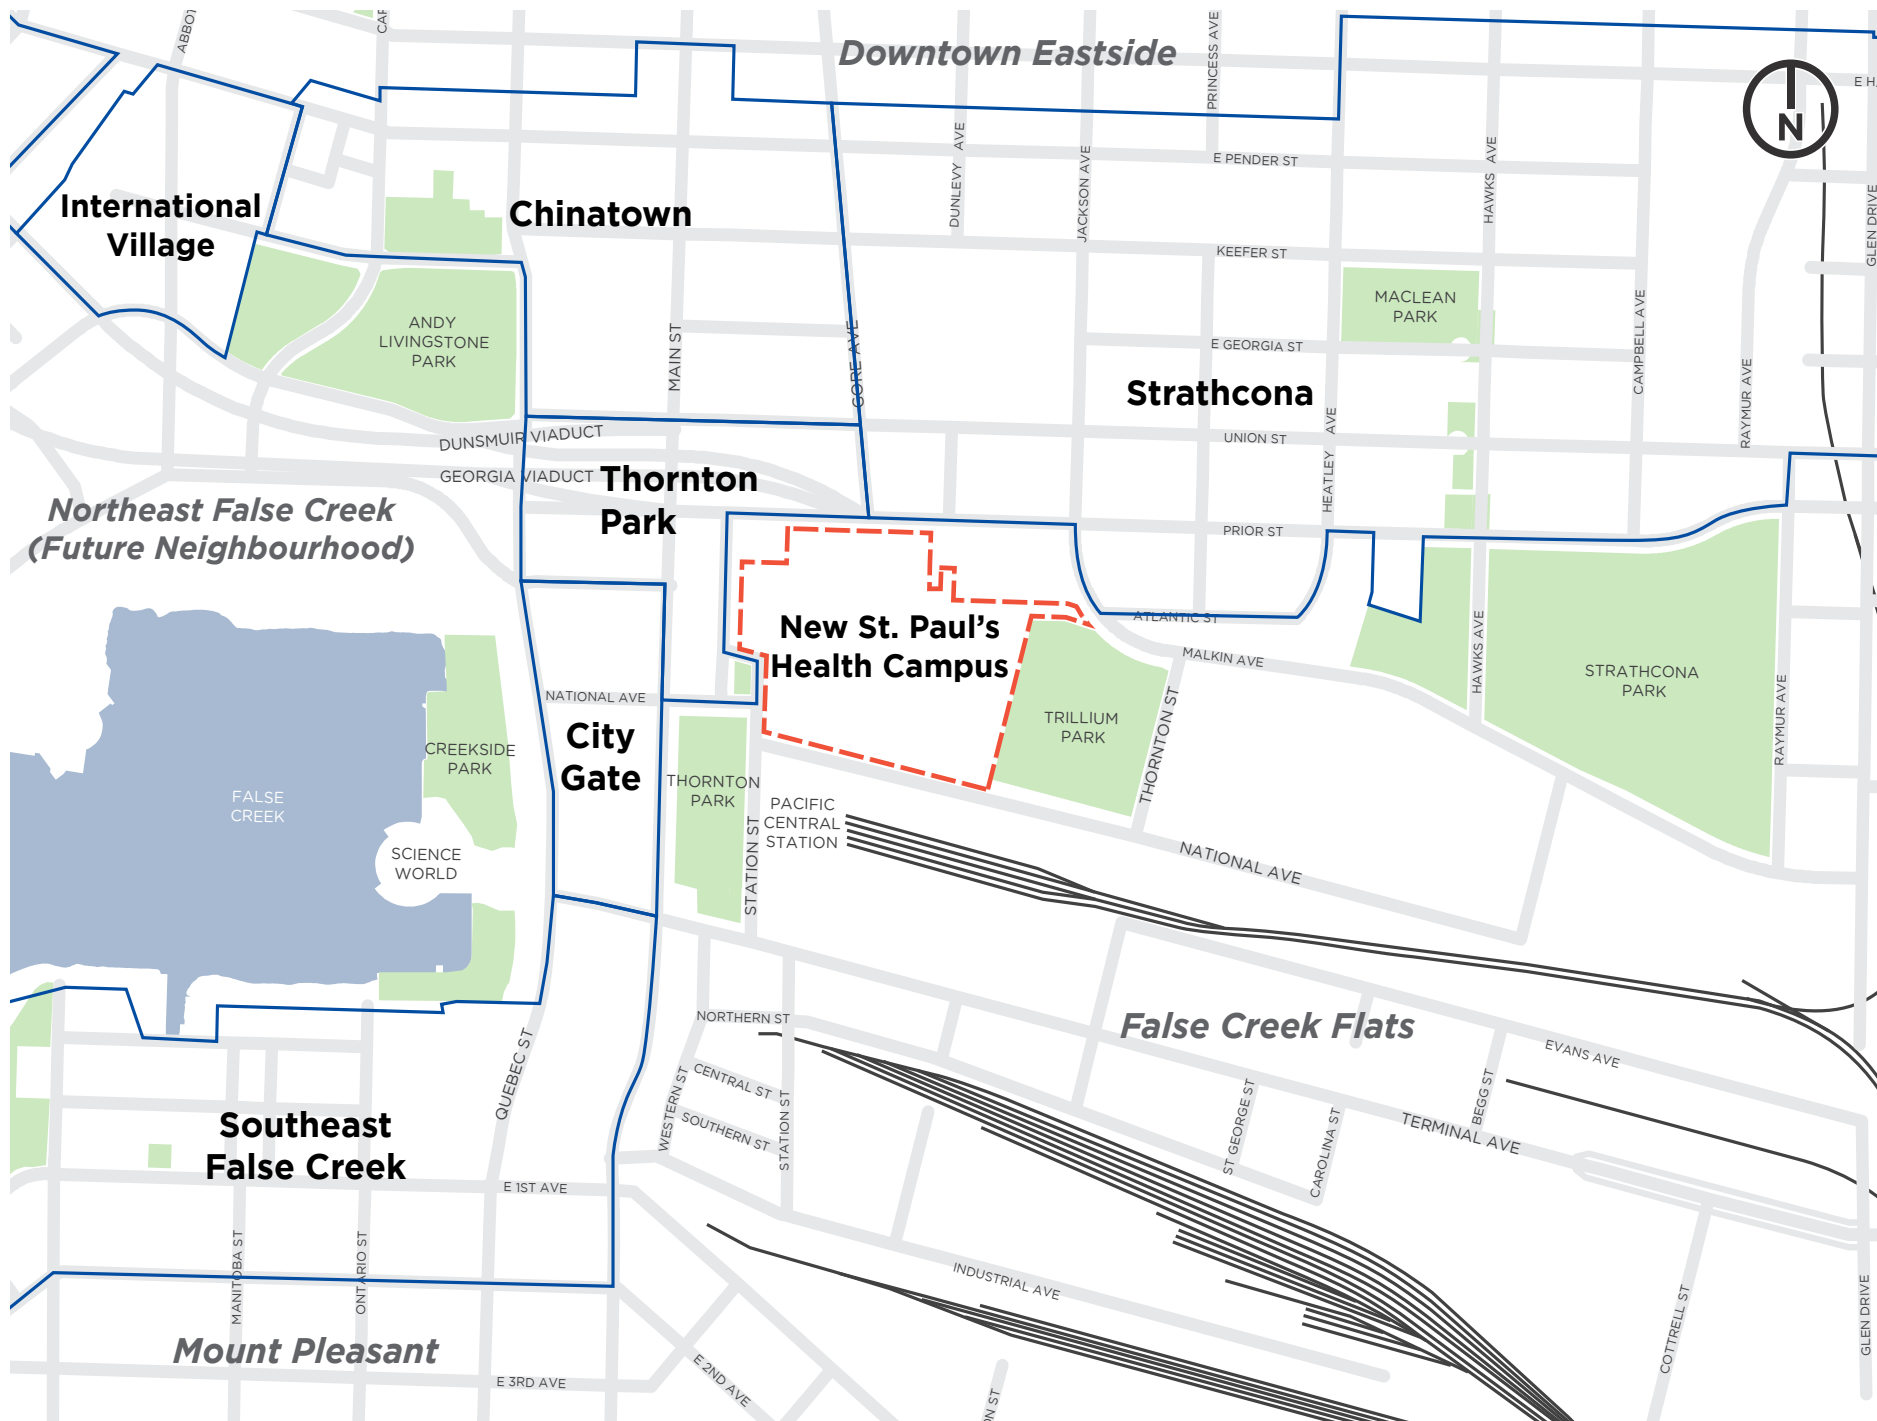 ABBOT
CAR
Downtown Eastside
PRINCESS AVE
E H
N
DUNLEVY AVE
JACKSON AVE
E PENDER ST
HAWKS AVE
GLEN DRIVE
International
Village
Chinatown
KEEFER ST
MACLEAN
PARK
ANDY
LIVINGSTONE
PARK
MAIN ST
GORE AVE
E GEORGIA ST
CAMPBELL AVE
RAYMUR AVE
Strathcona
DUNSMUIR VIADUCT
UNION ST
HEATLEY AVE
GEORGIA VIADUCT
Thornton
Park
Northeast False Creek
(Future Neighbourhood)
PRIOR ST
New St. Paul's
Health Campus
ATLANTIC ST
MALKIN AVE
HAWKS AVE
STRATHCONA
PARK
RAYMUR AVE
NATIONAL AVE
THORNTON ST
TRILLIUM
PARK
City
Gate
CREEKSIDE
PARK
THORNTON
PARK
FALSE
CREEK
PACIFIC
CENTRAL
STATION
STATION ST
SCIENCE
WORLD
NATIONAL AVE
NORTHERN ST
False Creek Flats
EVANS AVE
QUEBEC ST
CENTRAL ST
WESTERN ST
SOUTHERN ST
STATION ST
ST GEORGE ST
CAROLINA ST
BEGG ST
TERMINAL AVE
Southeast
False Creek
E 1ST AVE
MANITOBA ST
ONTARIO ST
INDUSTRIAL AVE
COTTRELL ST
GLEN DRIVE
Mount Pleasant
E 3RD AVE
E 2ND AVE
ON ST